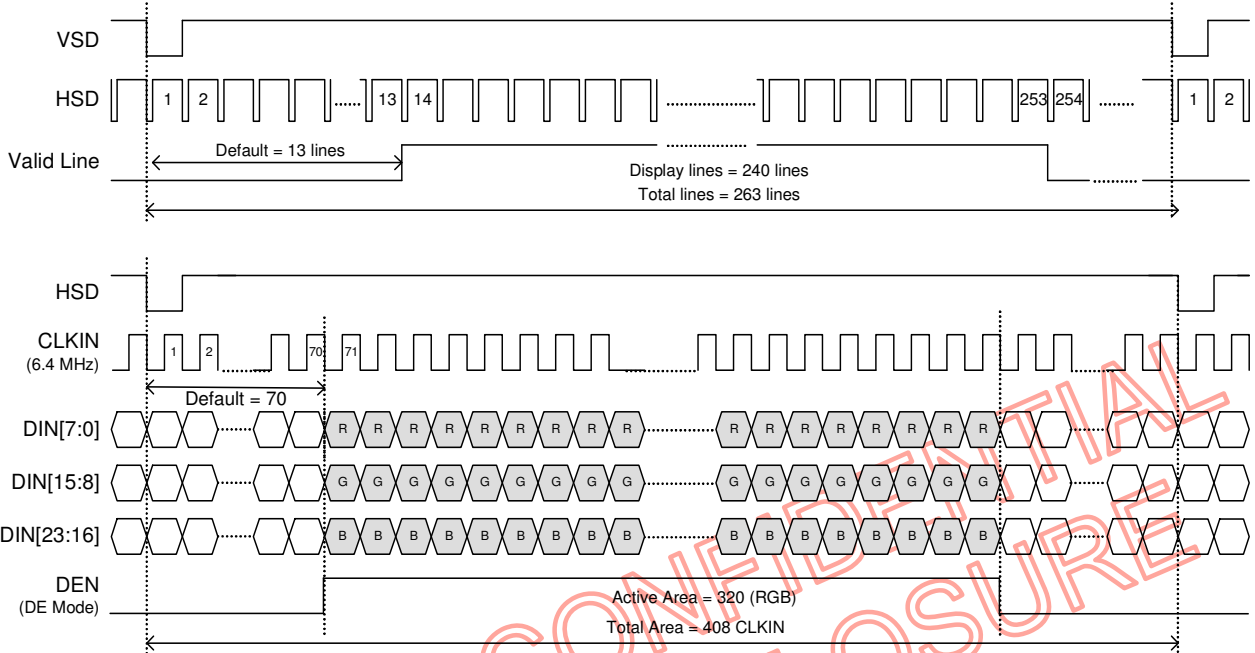 VSD
HSD 1 2 13 14 253 254 1 2
Valid Line
Default = 13 lines
Display lines = 240 lines
Total lines = 263 lines
HSD
CLKIN 1 2 70 71
(6.4 MHz)
Default = 70
DIN[7:0] R R R R R R R R R R R R R R R R R
DIN[15:8] G G G G G G G G G G G G G G G G G
DIN[23:16] B B B B B B B B B B B B B B B B B
DEN
(DE Mode)
Active Area = 320 (RGB)
Total Area = 408 CLKIN
CONFIDENTIAL
LOSURE